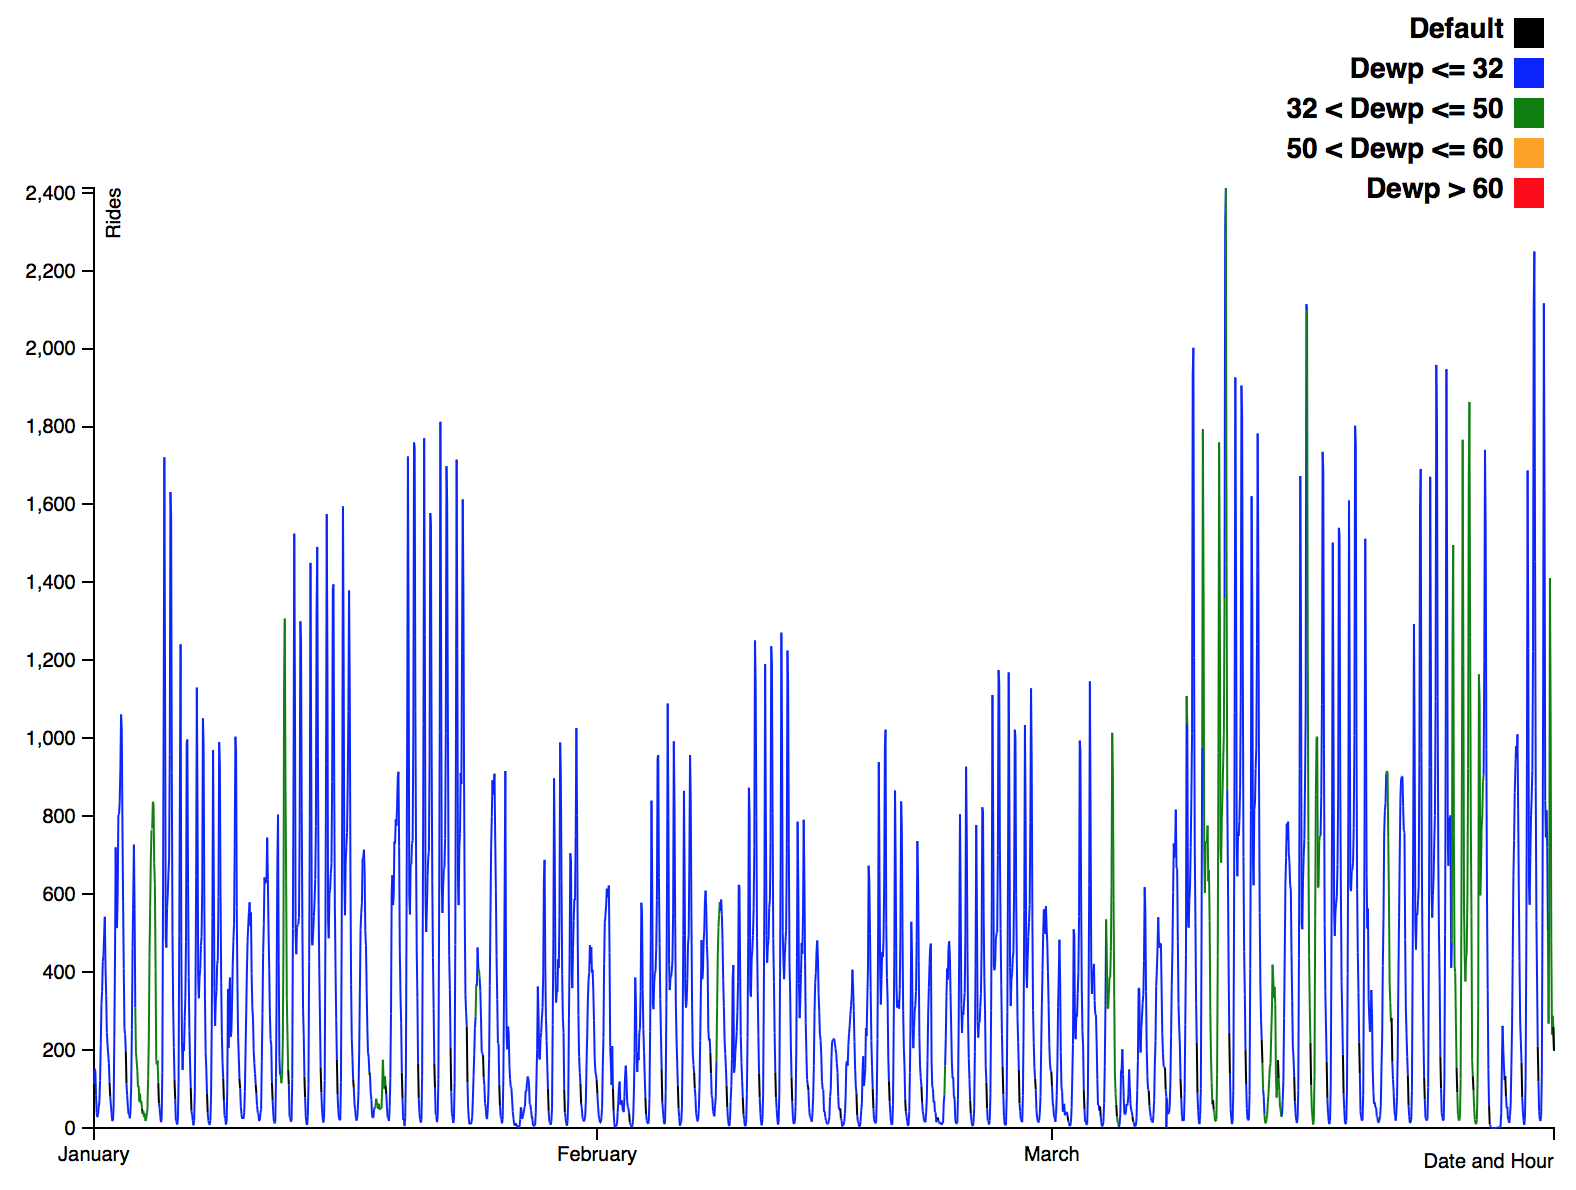 Default
Dewp <= 32
32 < Dewp <= 50
50 < Dewp <= 60
Dewp > 60
Rides
2,400
2,200
2,000
1,800
1,600
1,400
1,200
1,000
800
600
400
200
0
January
February
March
Date and Hour